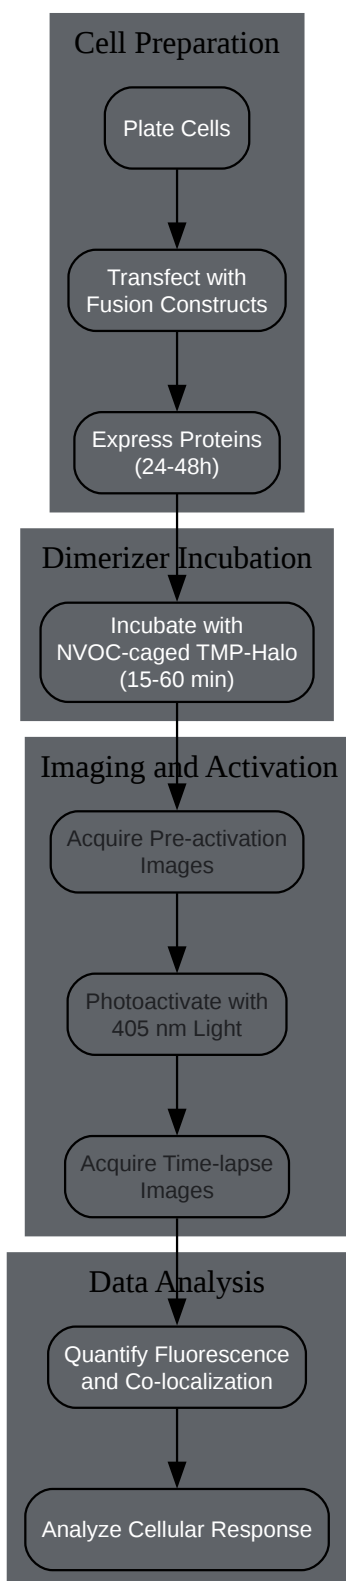 Cell Preparation
Plate Cells
Transfect with
Fusion Constructs
Express Proteins
(24-48h)
Dimerizer Incubation
Incubate with
NVOC-caged TMP-Halo
(15-60 min)
Imaging and Activation
Acquire Pre-activation
Images
Photoactivate with
405 nm Light
Acquire Time-lapse
Images
Data Analysis
Quantify Fluorescence
and Co-localization
Analyze Cellular Response